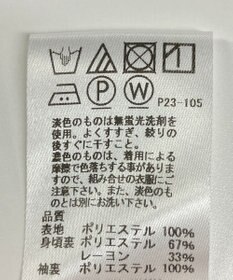 P W
P23-105
淡色のものは無蛍光洗剤を
使用。よくすすぎ、絞りの
後すぐに干すこと。
濃色のものは、着用による
摩擦で色落ちする事があり
ますので、組み合せの衣服にご
注意下さい。また、淡色のも
のとは別にお洗い下さい。
品質
表地 ポリエステル 100%
身頃裏 ポリエステル 67%
レーヨン 33%
袖裏 ポリエステル 100%